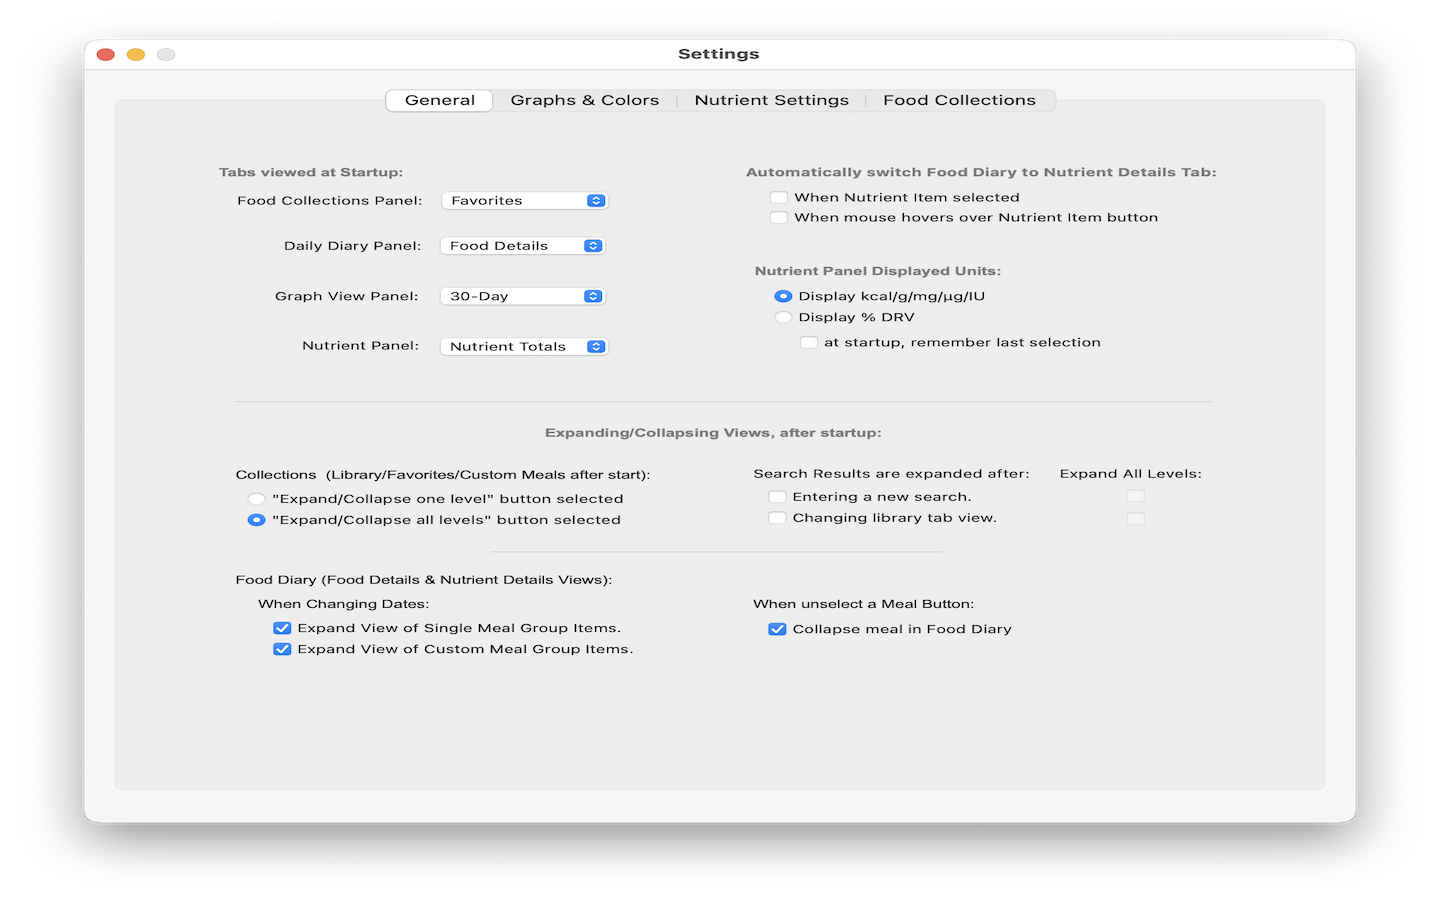 Settings
General
Graphs & Colors
Nutrient Settings
Food Collections
Tabs viewed at Startup:
Food Collections Panel: Favorites
Daily Diary Panel: Food Details
Graph View Panel: 30-Day
Nutrient Panel: Nutrient Totals
Automatically switch Food Diary to Nutrient Details Tab:
When Nutrient Item selected
When mouse hovers over Nutrient Item button
Nutrient Panel Displayed Units:
Display kcal/g/mg/µg/IU
Display % DRV
at startup, remember last selection
Expanding/Collapsing Views, after startup:
Collections (Library/Favorites/Custom Meals after start):
"Expand/Collapse one level" button selected
"Expand/Collapse all levels" button selected
Search Results are expanded after:
Expand All Levels:
Entering a new search.
Changing library tab view.
Food Diary (Food Details & Nutrient Details Views):
When Changing Dates:
Expand View of Single Meal Group Items.
Expand View of Custom Meal Group Items.
When unselect a Meal Button:
Collapse meal in Food Diary